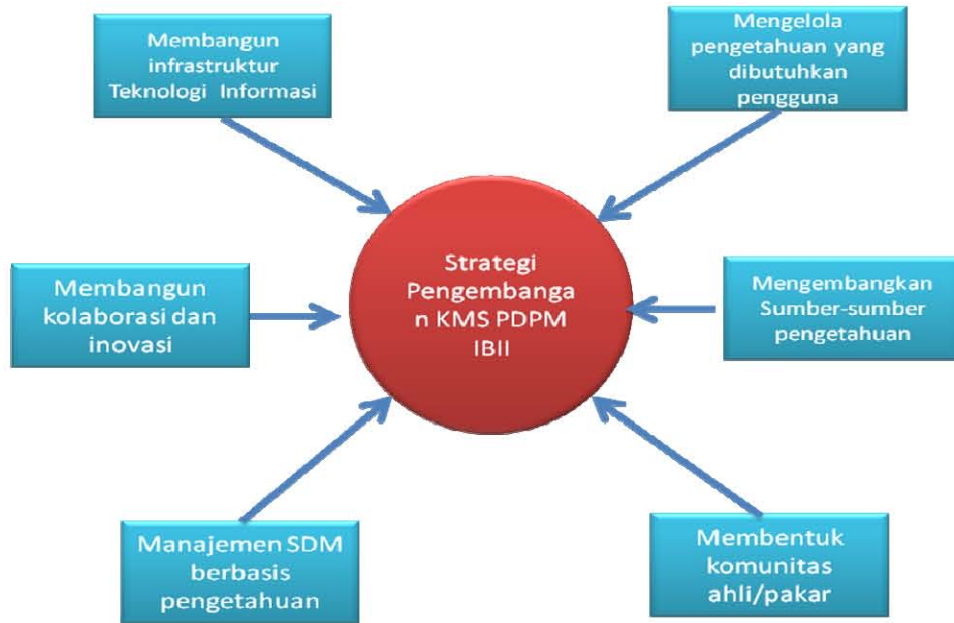 Membangun
infrastruktur
Teknologi Informasi
Mengelola
pengetahuan yang
dibutuhkan
pengguna
Membangun
kolaborasi dan
inovasi
Strategi
Pengembanga
n KMS PDPM
IBII
Mengembangkan
Sumber-sumber
pengetahuan
Manajemen SDM
berbasis
pengetahuan
Membentuk
komunitas
ahli/pakar